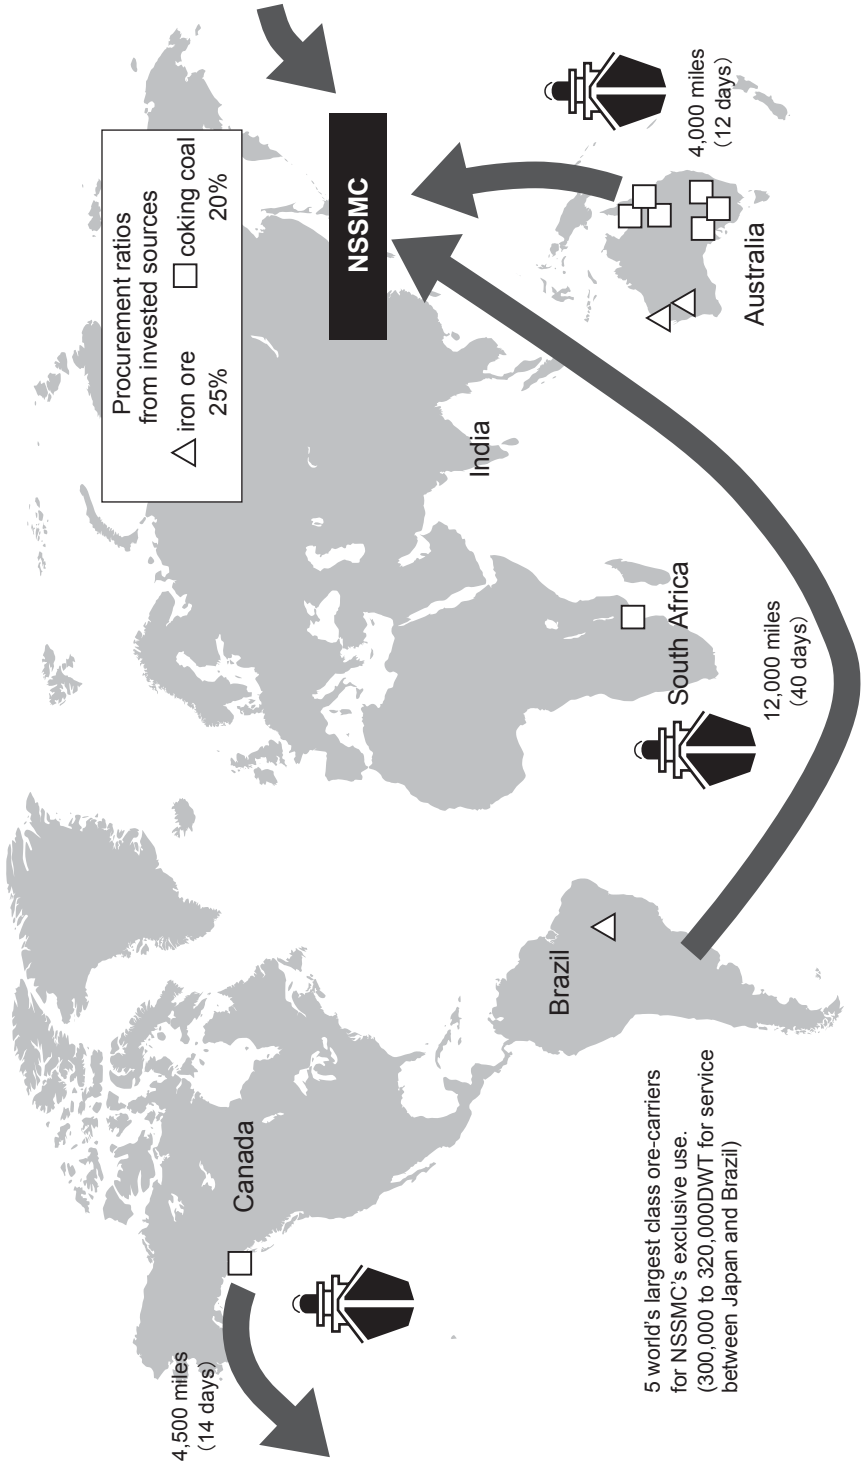 Procurement ratios
from invested sources
△ iron ore □ coking coal
25% 20%
NSSMC
4,500 miles
(14 days)
Canada
Brazil
India
South Africa
12,000 miles
(40 days)
Australia
4,000 miles
(12 days)
5 world's largest class ore-carriers
for NSSMC's exclusive use.
(300,000 to 320,000DWT for service
between Japan and Brazil)